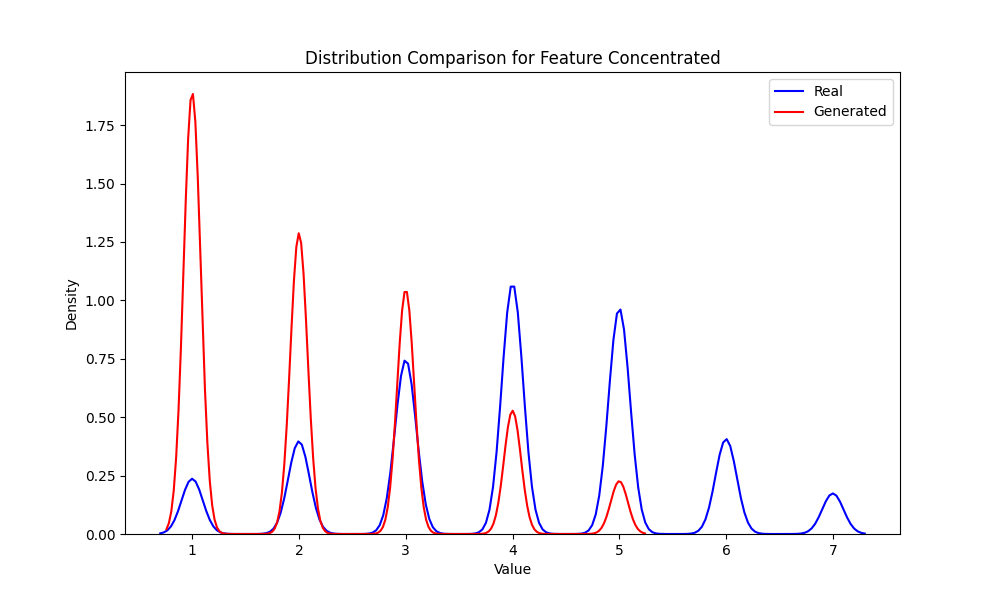 Distribution Comparison for Feature Concentrated
Real
Generated
Density
1.75
1.50
1.25
1.00
0.75
0.50
0.25
0.00
1 2 3 4 5 6 7
Value